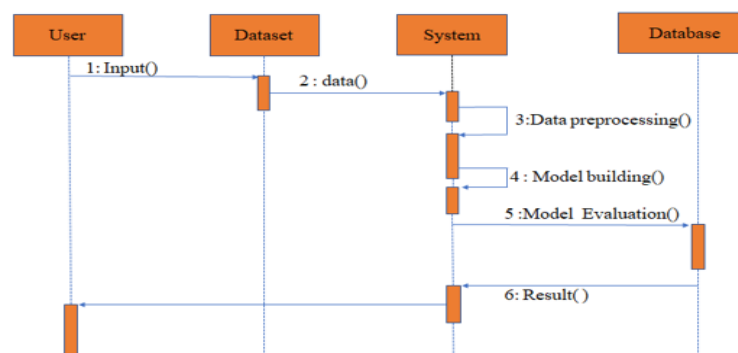 User
Dataset
System
Database
1: Input()
2 : data()
3:Data preprocessing()
4 : Model building()
5 :Model Evaluation()
6: Result( )